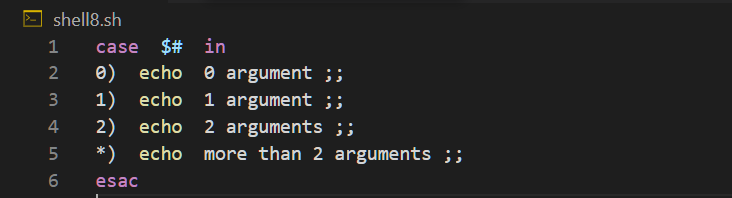 shell8.sh
1 case $# in
2 0) echo 0 argument ;;
3 1) echo 1 argument ;;
4 2) echo 2 arguments ;;
5 *) echo more than 2 arguments ;;
6 esac